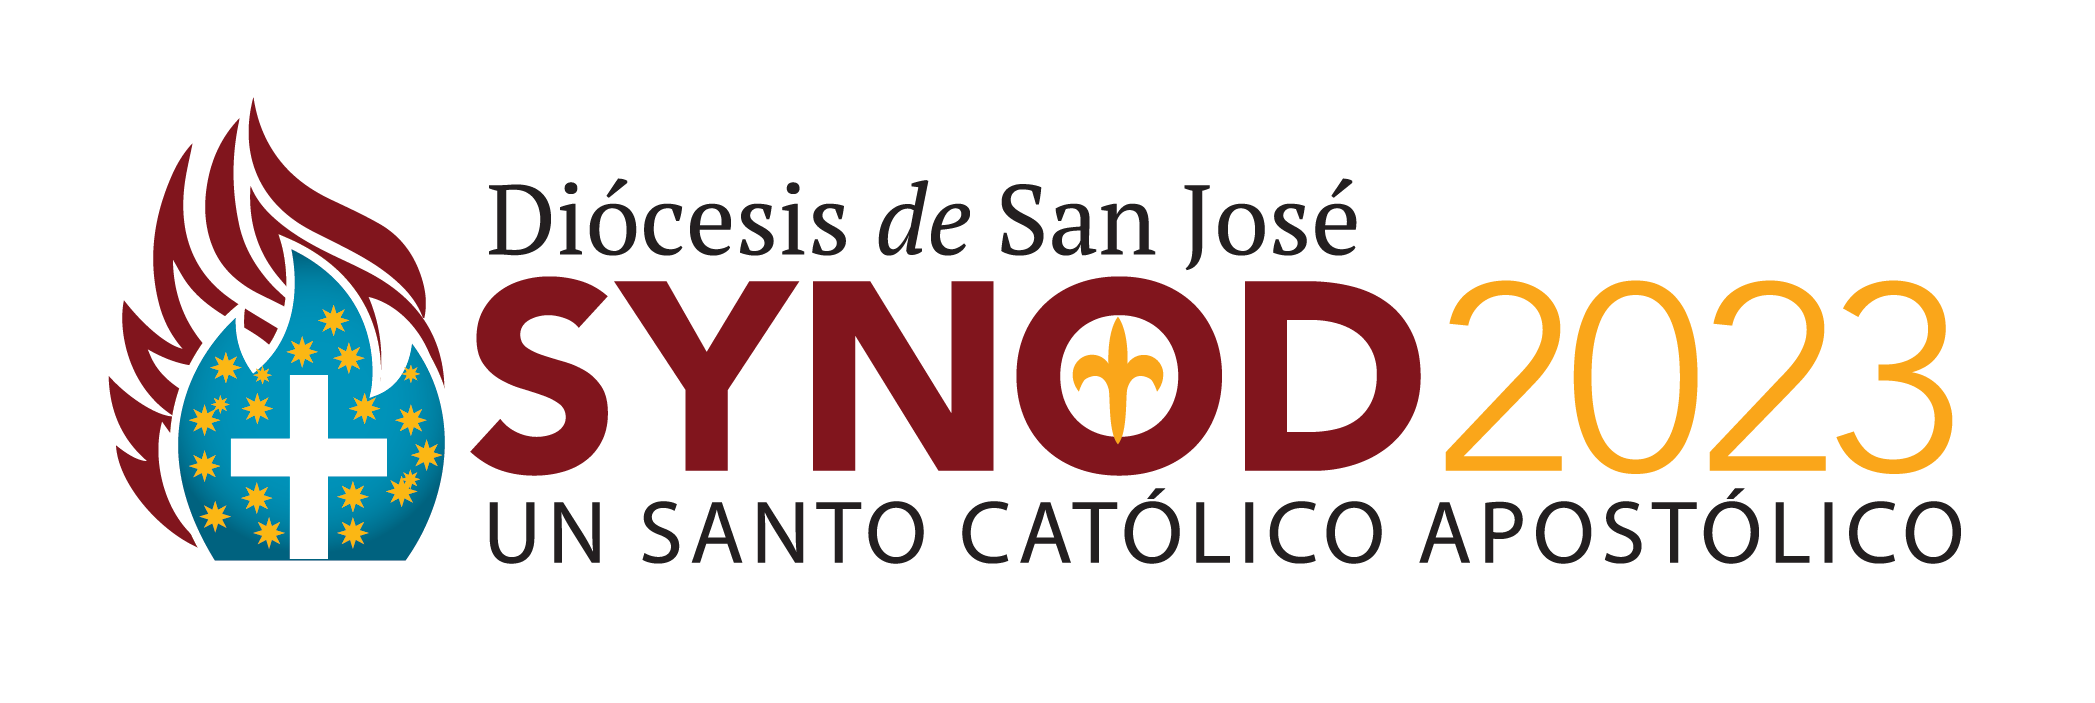 Diócesis de San José
SYNOD2023
UN SANTO CATÓLICO APOSTÓLICO